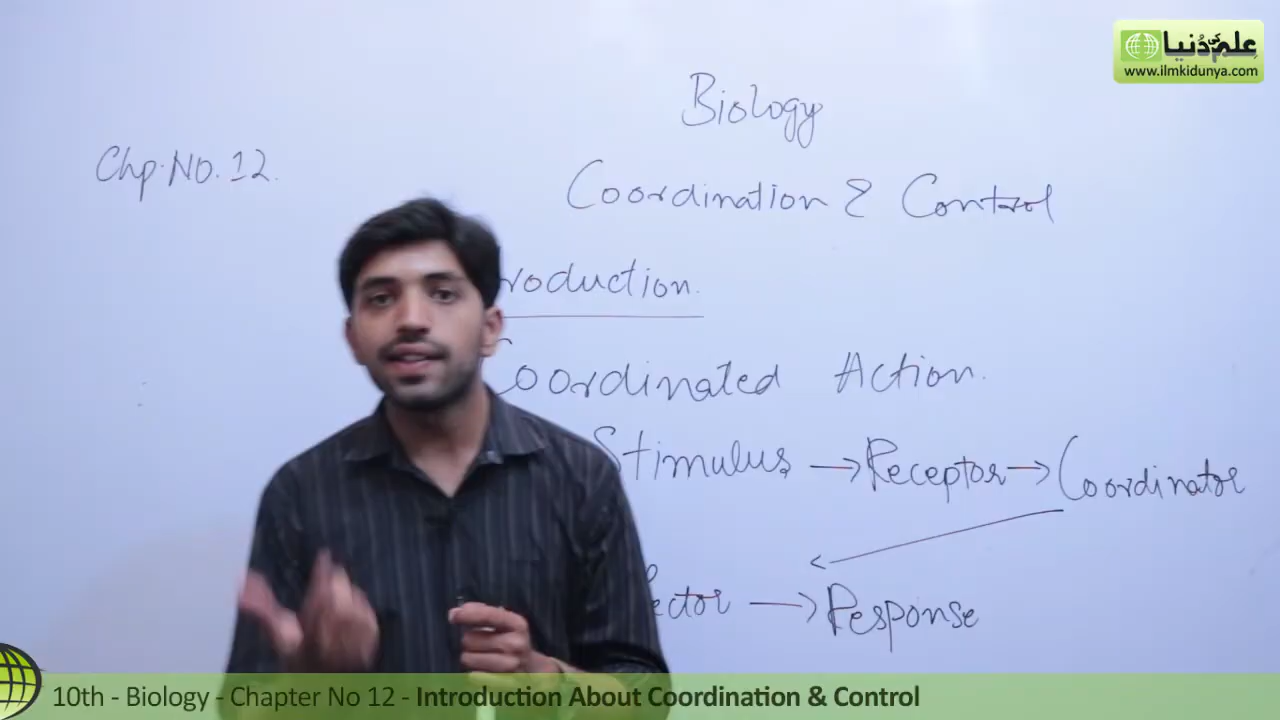 علم کی دنیا
www.ilmkidunya.com
Biology
Chp. No. 12.
Coordination & Control
roduction.
Coordinated Action.
Stimulus → Receptor → Coordinator
ector → Response
10th - Biology - Chapter No 12 - Introduction About Coordination & Control